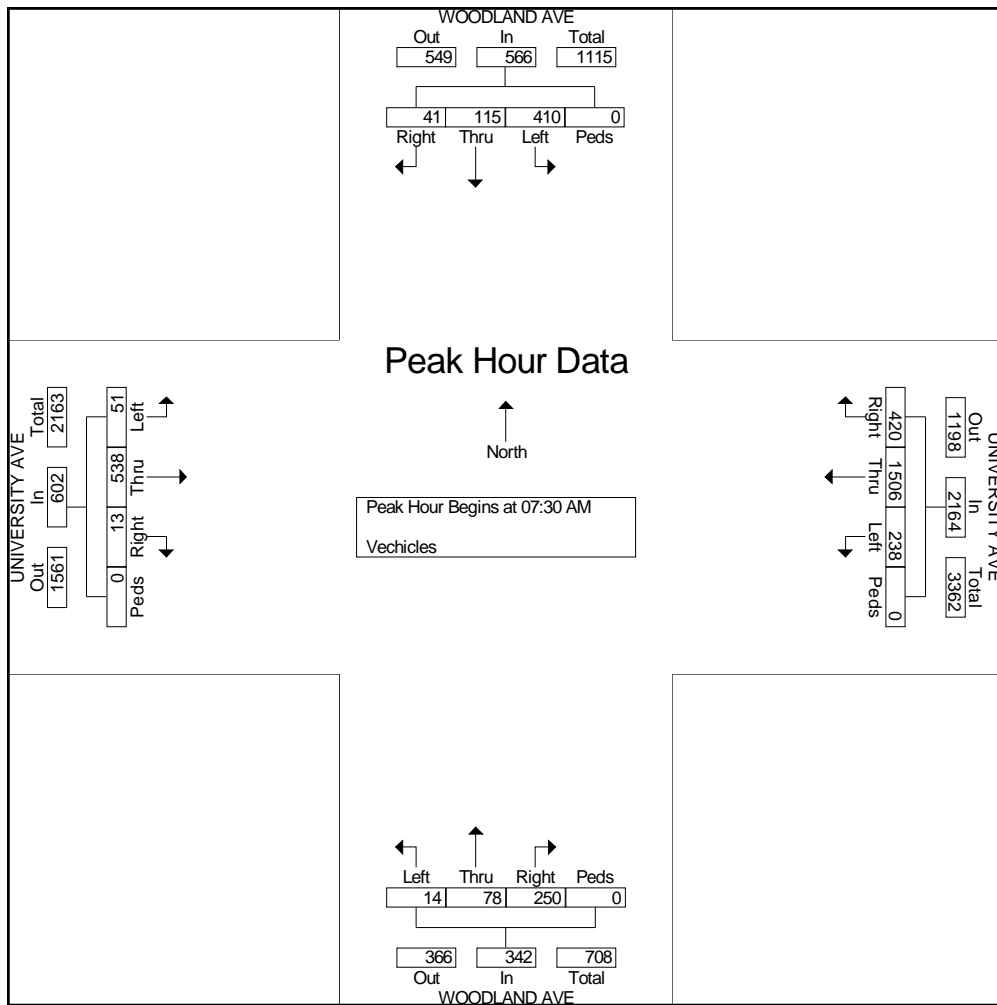 WOODLAND AVE
Out In Total
549 566 1115
41 115 410 0
Right Thru Left Peds
Peak Hour Data
North
Peak Hour Begins at 07:30 AM
Vechicles
UNIVERSITY AVE
Total In Out
2163 602 1561
51 538 13 0
Left Thru Right Peds
UNIVERSITY AVE
Out In Total
1198 2164 3362
420 1506 238 0
Right Thru Left Peds
Left Thru Right Peds
14 78 250 0
366 342 708
Out In Total
WOODLAND AVE